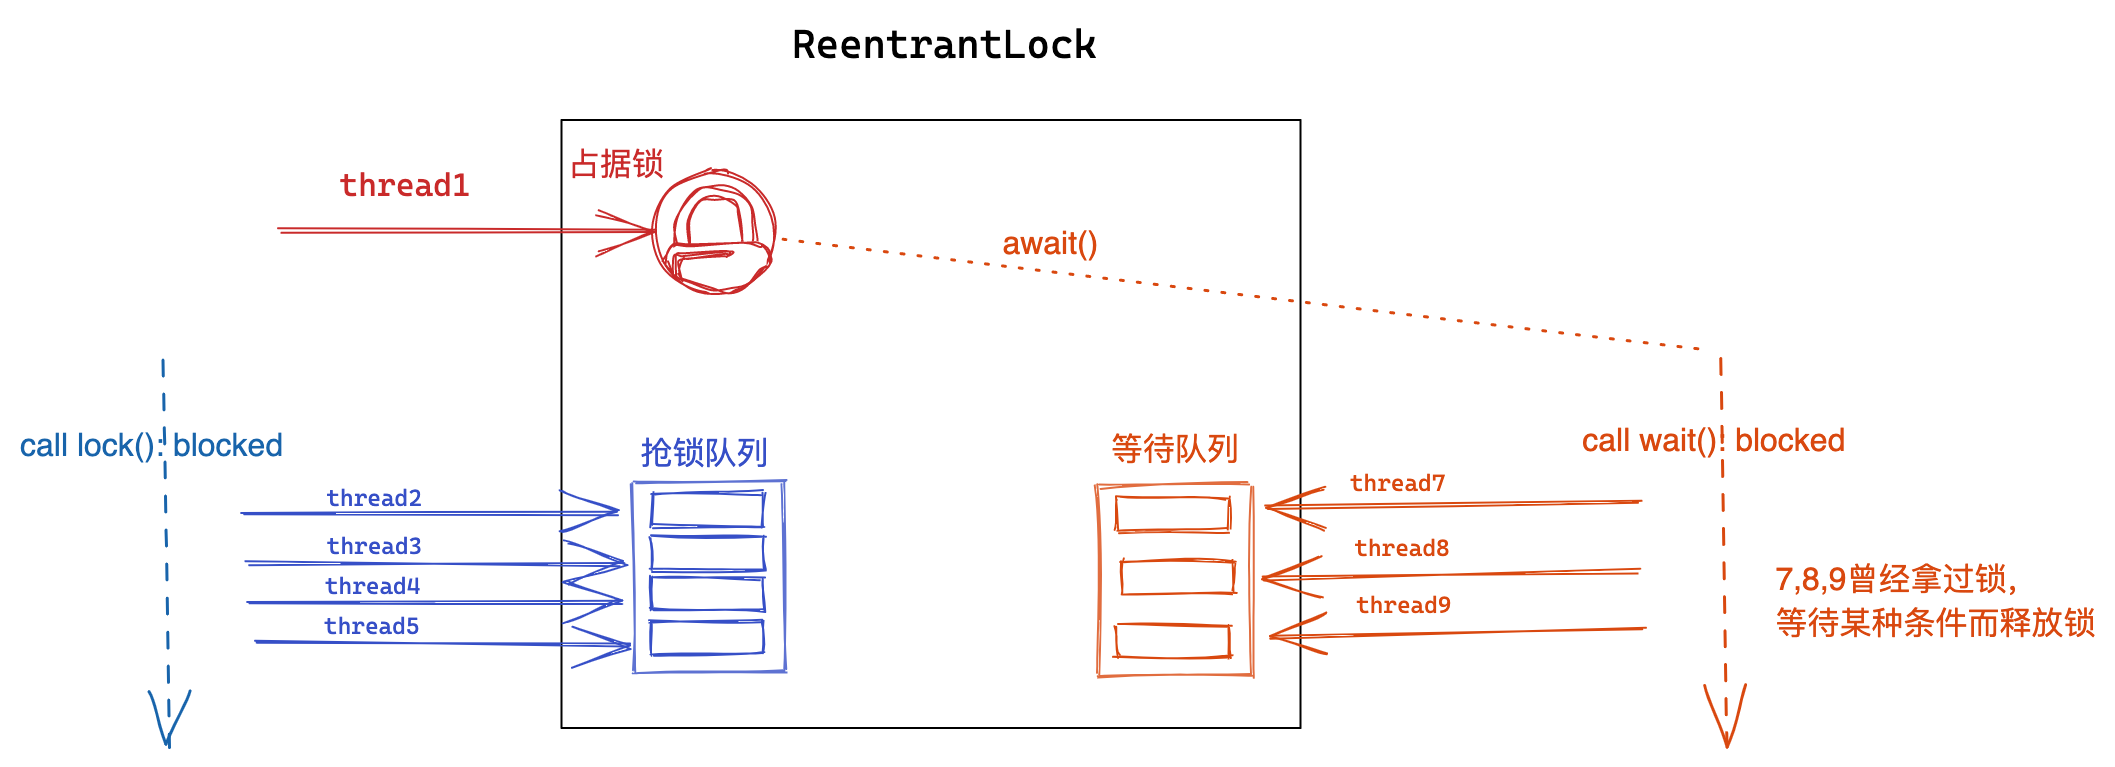 ReentrantLock
占据锁
thread1
await()
call lock(): blocked
抢锁队列
thread2
thread3
thread4
thread5
等待队列
call wait(): blocked
thread7
thread8
thread9
7,8,9曾经拿过锁,
等待某种条件而释放锁